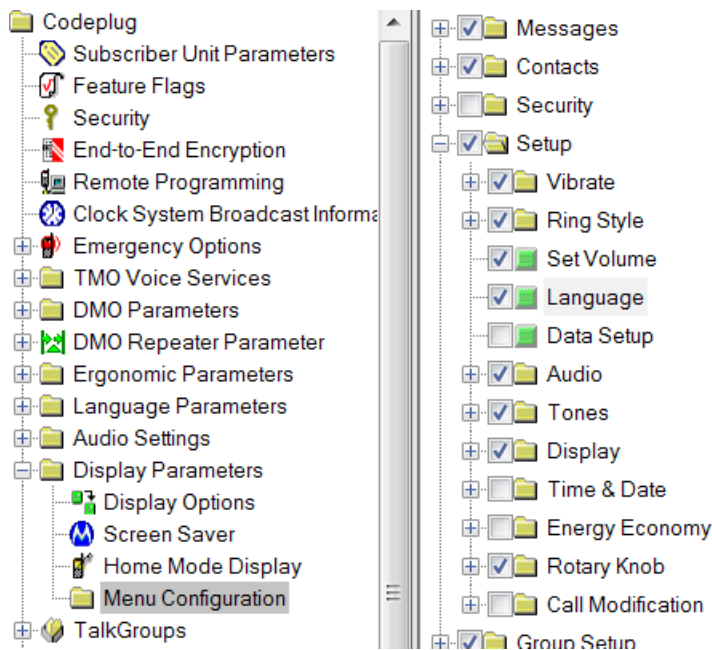 Codeplug
Subscriber Unit Parameters
Feature Flags
Security
End-to-End Encryption
Remote Programming
Clock System Broadcast Informa
Emergency Options
TMO Voice Services
DMO Parameters
DMO Repeater Parameter
Ergonomic Parameters
Language Parameters
Audio Settings
Display Parameters
Display Options
Screen Saver
Home Mode Display
Menu Configuration
TalkGroups
Messages
Contacts
Security
Setup
Vibrate
Ring Style
Set Volume
Language
Data Setup
Audio
Tones
Display
Time & Date
Energy Economy
Rotary Knob
Call Modification
Group Setup